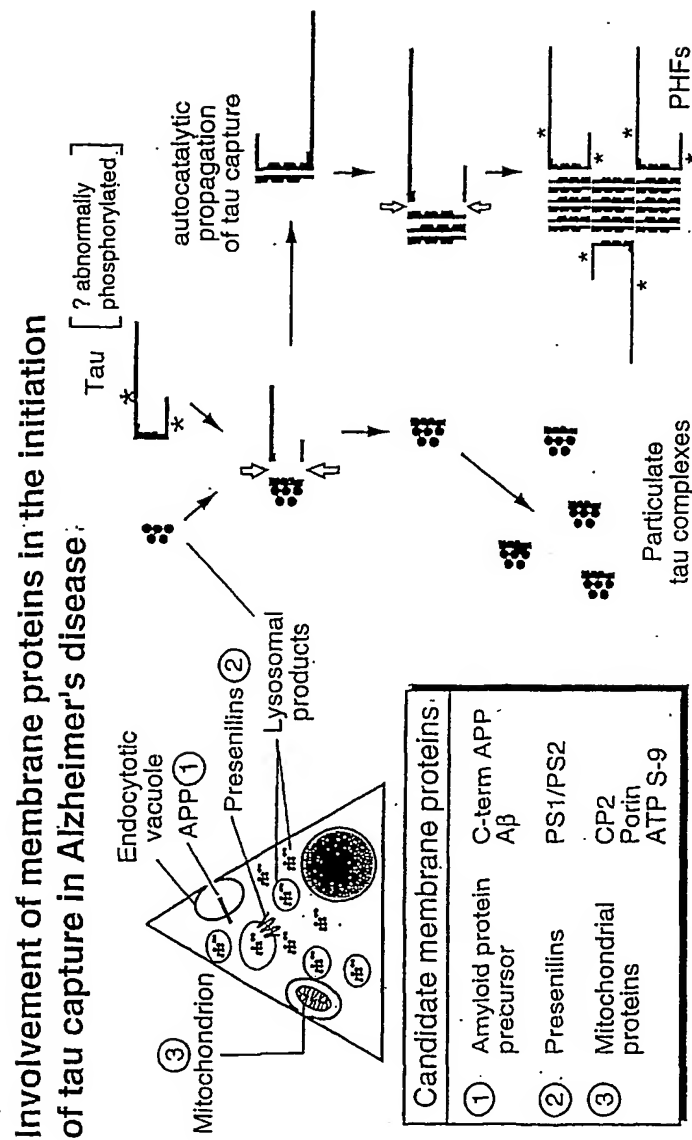 Involvement of membrane proteins in the initiation
of tau capture in Alzheimer's disease.
Endocytotic
vacuole
APP ①
Presenilins ②
Lysosomal
products
③
Mitochondrion
Tau
[? abnormally
phosphorylated]
*
*
autocatalytic
propagation
of tau capture
Particulate
tau complexes
*
*
*
*
*
*
PHFs
Candidate membrane proteins.
① Amyloid protein C-term APP
precursor Aβ
② Presenilins PS1/PS2
③ Mitochondrial CP2
proteins Porin
ATP S-9